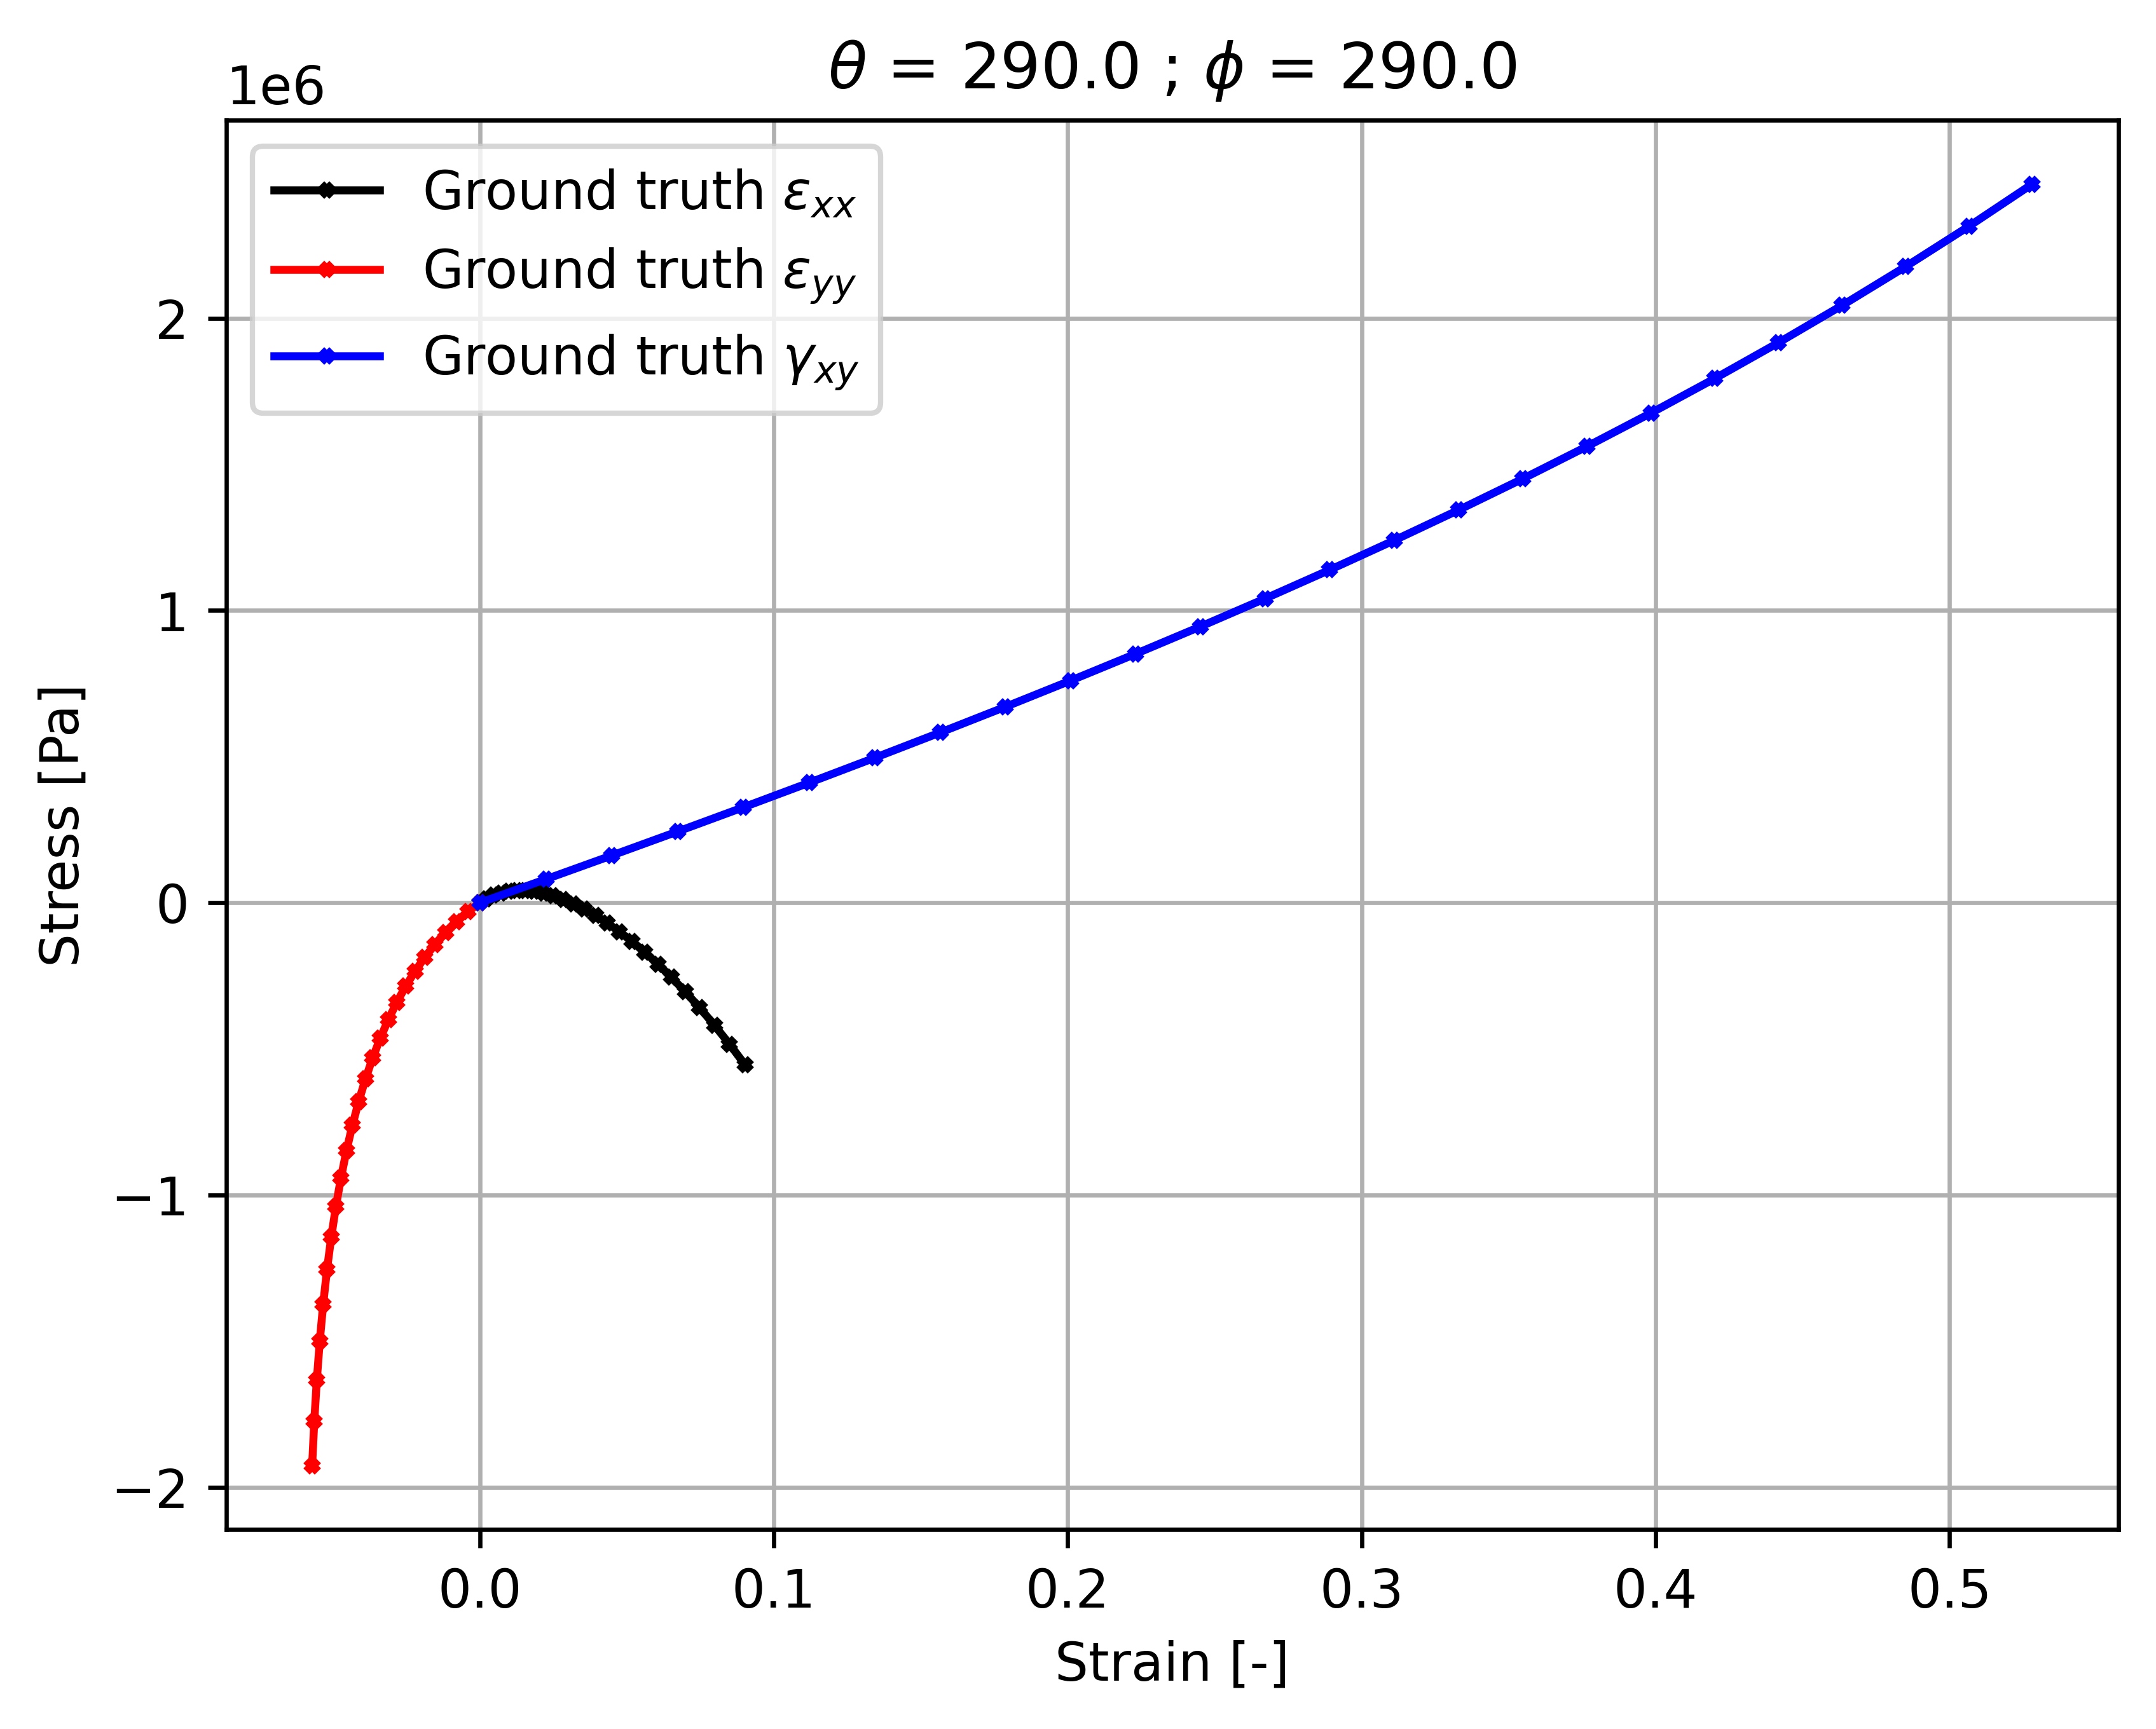 θ = 290.0 ; ϕ = 290.0
1e6
Ground truth εxx
Ground truth εyy
Ground truth γxy
2
1
0
−1
−2
Stress [Pa]
0.0 0.1 0.2 0.3 0.4 0.5
Strain [-]